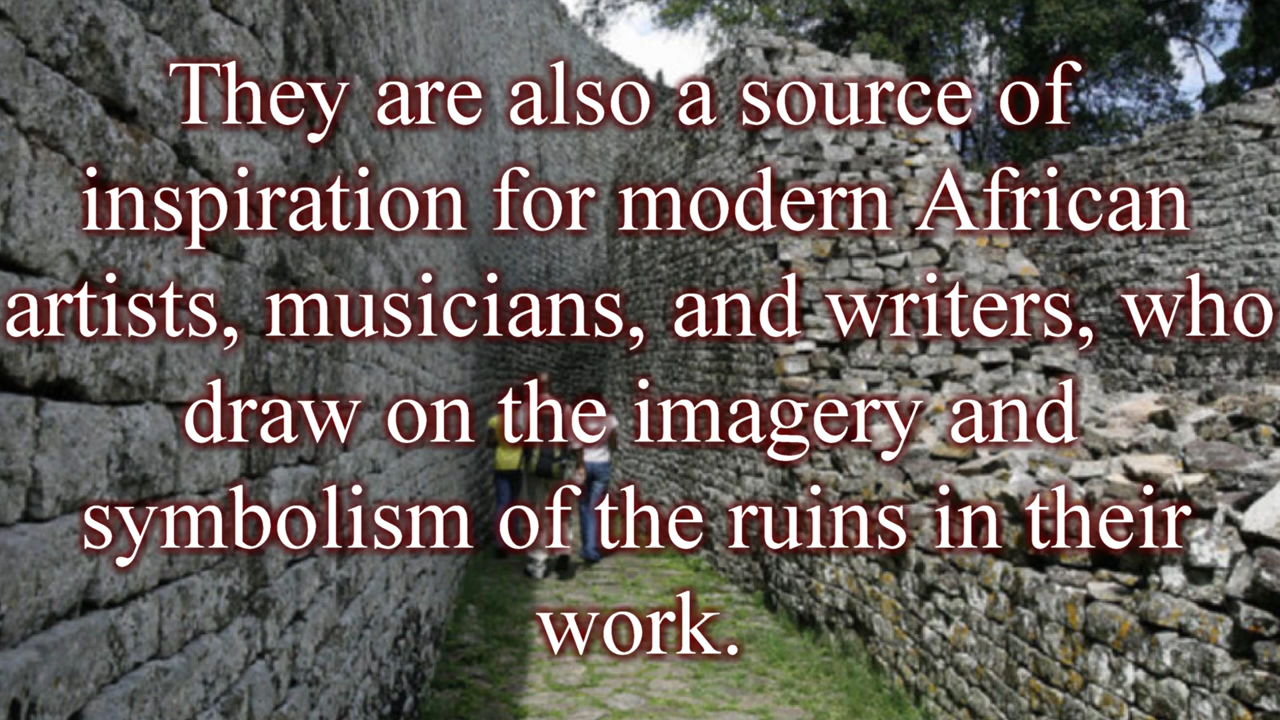 They are also a source of
inspiration for modern African
artists, musicians, and writers, who
draw on the imagery and
symbolism of the ruins in their
work.